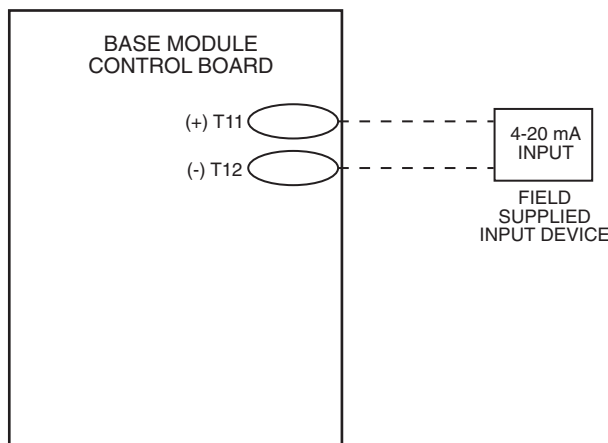 BASE MODULE
CONTROL BOARD
(+) T11
(-) T12
4-20 mA
INPUT
FIELD
SUPPLIED
INPUT DEVICE